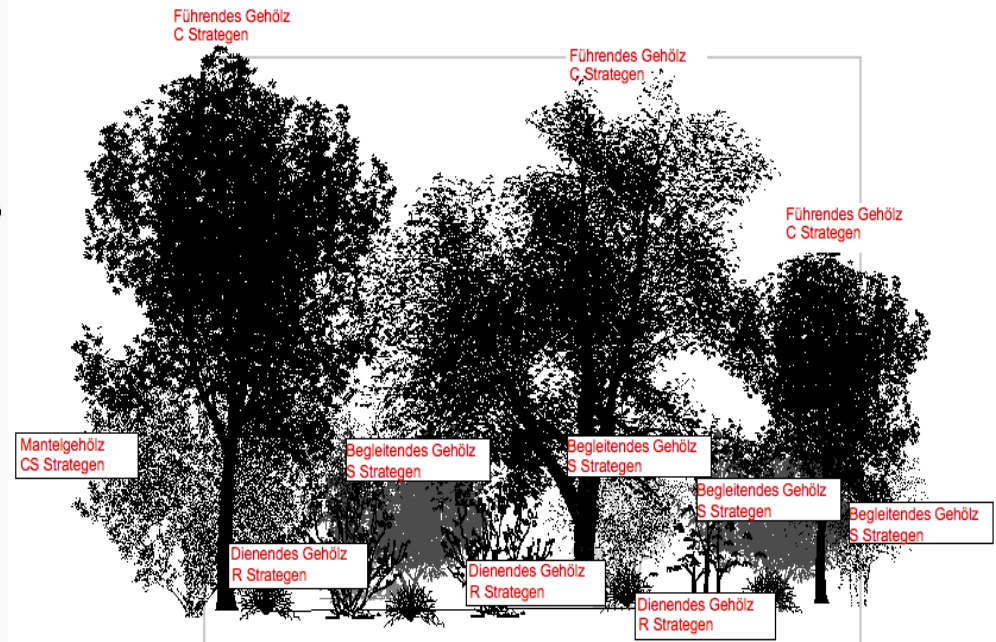 Führendes Gehölz
C Strategen
Führendes Gehölz
C Strategen
Führendes Gehölz
C Strategen
Mantelgehölz
CS Strategen
Begleitendes Gehölz
S Strategen
Begleitendes Gehölz
S Strategen
Begleitendes Gehölz
S Strategen
Begleitendes Gehölz
S Strategen
Dienendes Gehölz
R Strategen
Dienendes Gehölz
R Strategen
Dienendes Gehölz
R Strategen